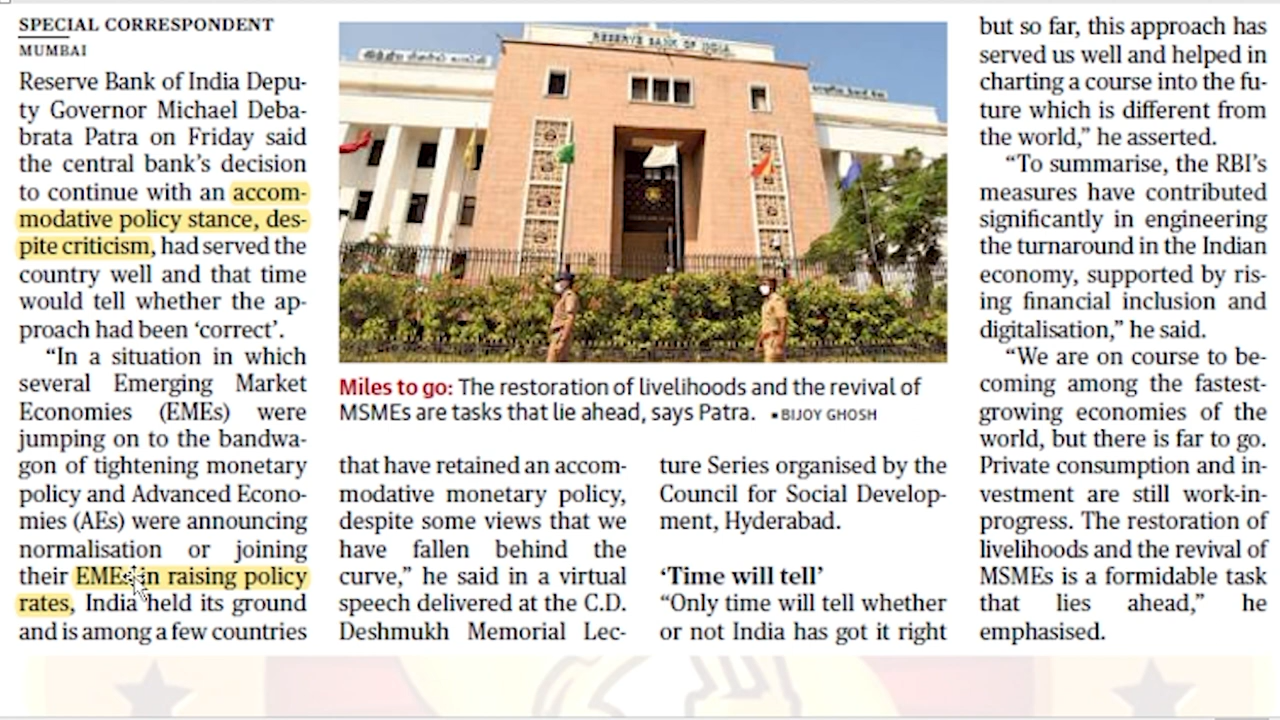 SPECIAL CORRESPONDENT
MUMBAI
Reserve Bank of India Depu-
ty Governor Michael Deba-
brata Patra on Friday said
the central bank's decision
to continue with an accom-
modative policy stance, des-
pite criticism, had served the
country well and that time
would tell whether the ap-
proach had been ‘correct’.
“In a situation in which
several Emerging Market
Economies (EMEs) were
jumping on to the bandwa-
gon of tightening monetary
policy and Advanced Econo-
mies (AEs) were announcing
normalisation or joining
their EMEs in raising policy
rates, India held its ground
and is among a few countries
RESERVE BANK OF INDIA
Miles to go: The restoration of livelihoods and the revival of
MSMEs are tasks that lie ahead, says Patra. ▪ BIJOY GHOSH
that have retained an accom-
modative monetary policy,
despite some views that we
have fallen behind the
curve,” he said in a virtual
speech delivered at the C.D.
Deshmukh Memorial Lec-
ture Series organised by the
Council for Social Develop-
ment, Hyderabad.
‘Time will tell’
“Only time will tell whether
or not India has got it right
but so far, this approach has
served us well and helped in
charting a course into the fu-
ture which is different from
the world,” he asserted.
“To summarise, the RBI’s
measures have contributed
significantly in engineering
the turnaround in the Indian
economy, supported by ris-
ing financial inclusion and
digitalisation,” he said.
“We are on course to be-
coming among the fastest-
growing economies of the
world, but there is far to go.
Private consumption and in-
vestment are still work-in-
progress. The restoration of
livelihoods and the revival of
MSMEs is a formidable task
that lies ahead,” he
emphasised.